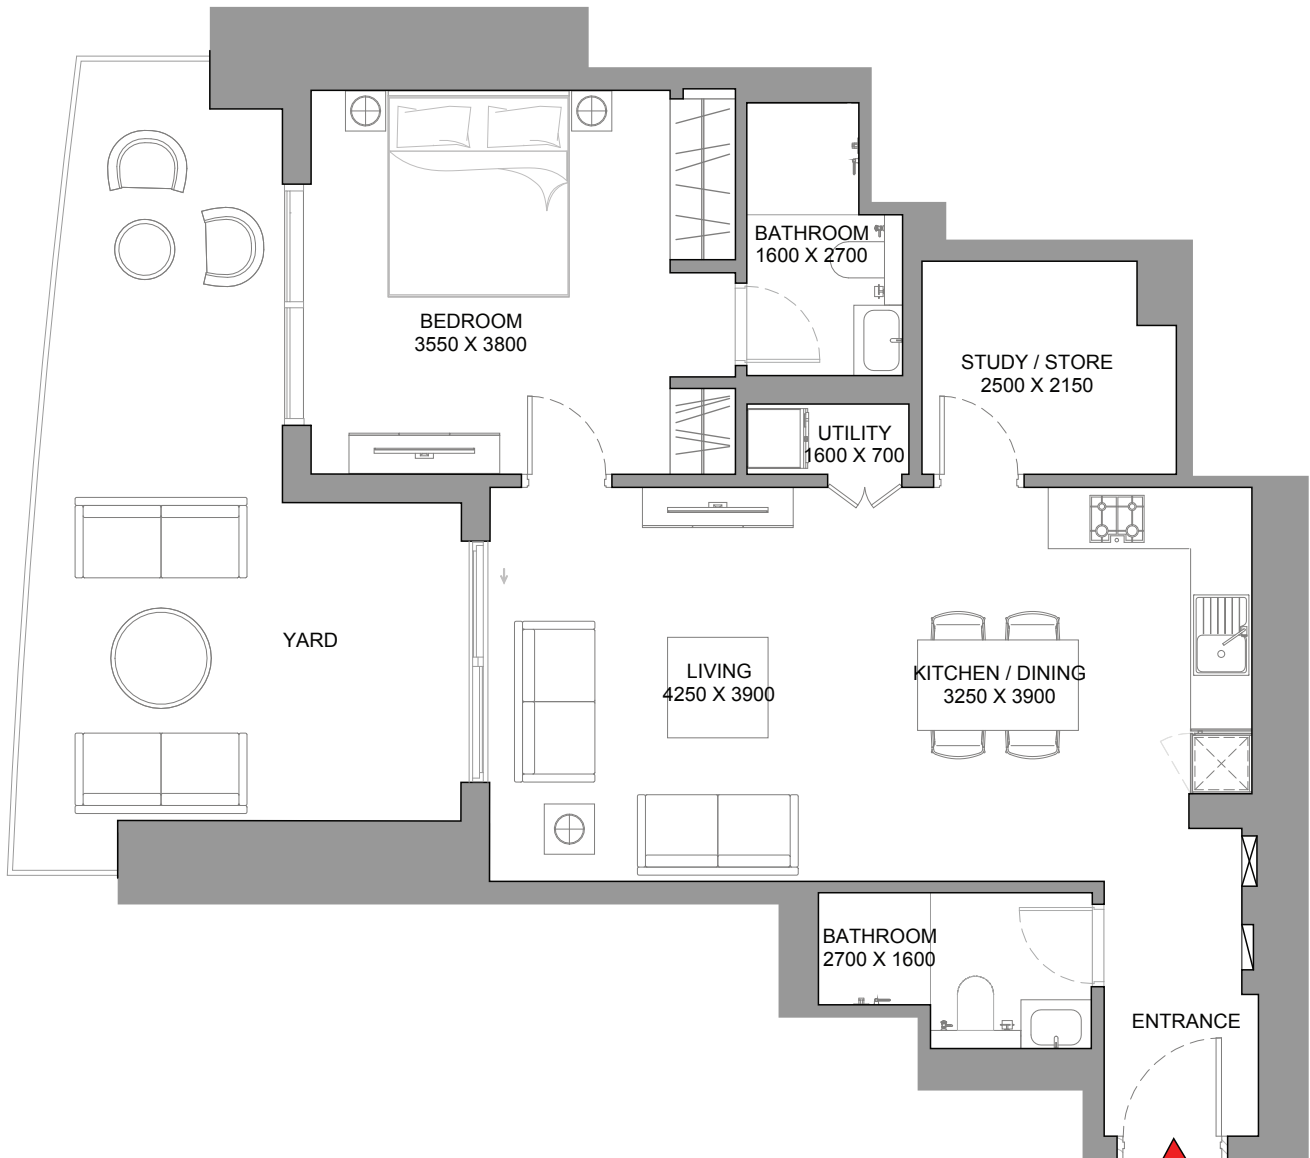 BATHROOM
1600 X 2700
BEDROOM
3550 X 3800
STUDY / STORE
2500 X 2150
UTILITY
1600 X 700
YARD
LIVING
4250 X 3900
KITCHEN / DINING
3250 X 3900
BATHROOM
2700 X 1600
ENTRANCE